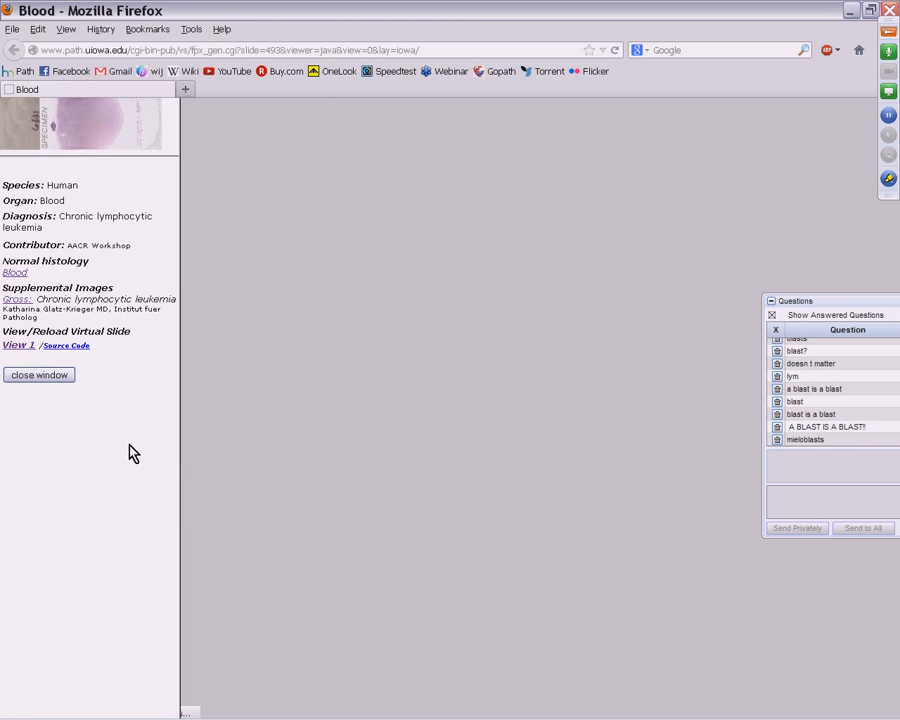 Blood - Mozilla Firefox
File Edit View History Bookmarks Tools Help
www.path.uiowa.edu/cgi-bin-pub/vs/fpx_gen.cgi?slide=493&viewer=java&view=0&lay=iowa/
Google
Path Facebook Gmail wij Wiki YouTube Buy.com OneLook Speedtest Webinar Gopath Torrent Flicker
Blood
SPECIMEN
Species: Human
Organ: Blood
Diagnosis: Chronic lymphocytic
leukemia
Contributor: AACR Workshop
Normal histology
Blood
Supplemental Images
Gross: Chronic lymphocytic leukemia
Katharina Glatz-Krieger MD, Institut fuer
Patholog
View/Reload Virtual Slide
View 1 /Source Code
close window
Questions
Show Answered Questions
X Question
blasts
blast?
doesn t matter
lym
a blast is a blast
blast
blast is a blast
A BLAST IS A BLAST!!
mieloblasts
Send Privately Send to All